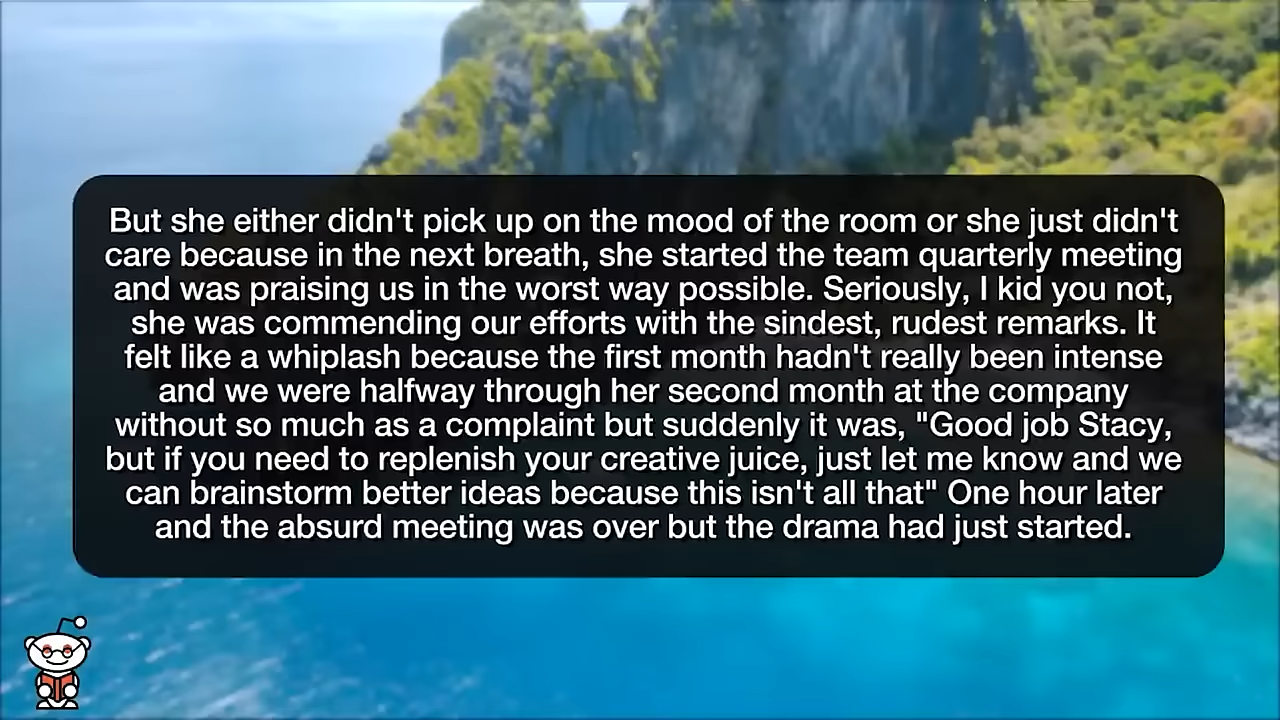 But she either didn't pick up on the mood of the room or she just didn't
care because in the next breath, she started the team quarterly meeting
and was praising us in the worst way possible. Seriously, I kid you not,
she was commending our efforts with the sindest, rudest remarks. It
felt like a whiplash because the first month hadn't really been intense
and we were halfway through her second month at the company
without so much as a complaint but suddenly it was, "Good job Stacy,
but if you need to replenish your creative juice, just let me know and we
can brainstorm better ideas because this isn't all that" One hour later
and the absurd meeting was over but the drama had just started.